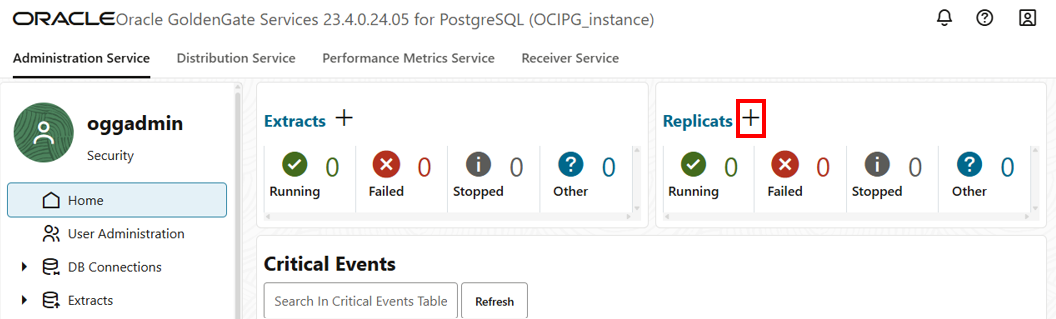 ORACLE Oracle GoldenGate Services 23.4.0.24.05 for PostgreSQL (OCIPG_instance)
Administration Service Distribution Service Performance Metrics Service Receiver Service
oggadmin
Security
Home
User Administration
DB Connections
Extracts
Extracts +
0 0 0 0
Running Failed Stopped Other
Replicats +
0 0 0 0
Running Failed Stopped Other
Critical Events
Search In Critical Events Table Refresh